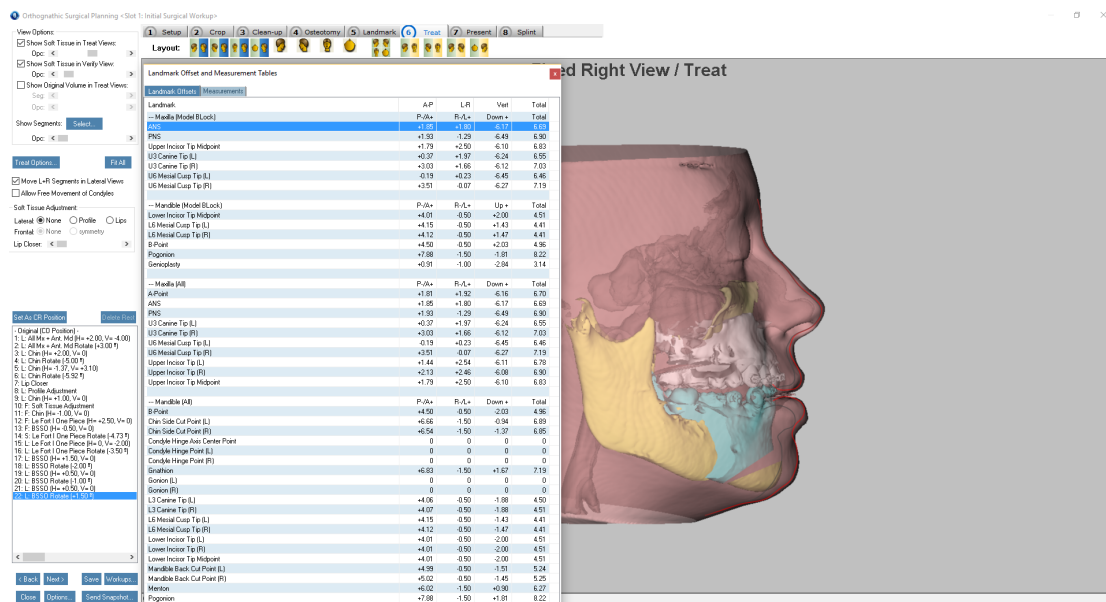 Orthognathic Surgical Planning <Slot 1: Initial Surgical Workup>
View Options:
Show Soft Tissue in Treat Views:
Opc: < >
Show Soft Tissue in Verify View:
Opc: < >
Show Original Volume in Treat Views:
Seg: < >
Opc: < >
Show Segments: Select...
Opc: < >
Treat Options... Fit All
Move L+R Segments in Lateral Views
Allow Free Movement of Condyles
Soft Tissue Adjustment
Lateral: None Profile Lips
Frontal: None symmetry
Lip Closer: < >
Set As CR Position Delete Rest
- Original (CD Position) -
1: L: All Mx + Ant. Md (H= +2.00, V= -4.00)
2: L: All Mx + Ant. Md Rotate (+3.00 º)
3: L: Chin (H= +2.00, V= 0)
4: L: Chin Rotate (-5.00 º)
5: L: Chin (H= -1.37, V= +3.10)
6: L: Chin Rotate (-5.92 º)
7: Lip Closer
8: L: Profile Adjustment
9: L: Chin (H= +1.00, V= 0)
10: F: Soft Tissue Adjustment
11: F: Chin (H= -1.00, V= 0)
12: F: Le Fort I One Piece (H= +2.50, V= 0)
13: F: BSSO (H= -0.50, V= 0)
14: S: Le Fort I One Piece Rotate (-4.73 º)
15: L: Le Fort I One Piece (H= 0, V= -2.00)
16: L: Le Fort I One Piece Rotate (-3.50 º)
17: L: BSSO (H= +1.50, V= 0)
18: L: BSSO Rotate (-2.00 º)
19: L: BSSO (H= +0.50, V= 0)
20: L: BSSO Rotate (-1.00 º)
21: L: BSSO (H= +0.50, V= 0)
22: L: BSSO Rotate (+1.50 º)
< >
< Back Next > Save Workups...
Close Options... Send Snapshot...
1 Setup 2 Crop 3 Clean-up 4 Osteotomy 5 Landmark 6 Treat 7 Present 8 Splint
Layout:
ed Right View / Treat
Landmark Offset and Measurement Tables x
Landmark Offsets Measurements
Landmark A-P L-R Vert Total
--- Maxilla (Model BLock) P-/A+ R-/L+ Down + Total
ANS +1.85 +1.80 -6.17 6.69
PNS +1.93 -1.29 -6.49 6.90
Upper Incisor Tip Midpoint +1.79 +2.50 -6.10 6.83
U3 Canine Tip (L) +0.37 +1.97 -6.24 6.55
U3 Canine Tip (R) +3.03 +1.66 -6.12 7.03
U6 Mesial Cusp Tip (L) -0.19 +0.23 -6.45 6.46
U6 Mesial Cusp Tip (R) +3.51 -0.07 -6.27 7.19
--- Mandible (Model BLock) P-/A+ R-/L+ Up + Total
Lower Incisor Tip Midpoint +4.01 -0.50 +2.00 4.51
L6 Mesial Cusp Tip (L) +4.15 -0.50 +1.43 4.41
L6 Mesial Cusp Tip (R) +4.12 -0.50 +1.47 4.41
B-Point +4.50 -0.50 +2.03 4.96
Pogonion +7.88 -1.50 -1.81 8.22
Genioplasty +0.91 -1.00 -2.84 3.14
--- Maxilla (All) P-/A+ R-/L+ Down + Total
A-Point +1.81 +1.92 -6.16 6.70
ANS +1.85 +1.80 -6.17 6.69
PNS +1.93 -1.29 -6.49 6.90
U3 Canine Tip (L) +0.37 +1.97 -6.24 6.55
U3 Canine Tip (R) +3.03 +1.66 -6.12 7.03
U6 Mesial Cusp Tip (L) -0.19 +0.23 -6.45 6.46
U6 Mesial Cusp Tip (R) +3.51 -0.07 -6.27 7.19
Upper Incisor Tip (L) +1.44 +2.54 -6.11 6.78
Upper Incisor Tip (R) +2.13 +2.46 -6.08 6.90
Upper Incisor Tip Midpoint +1.79 +2.50 -6.10 6.83
--- Mandible (All) P-/A+ R-/L+ Down + Total
B-Point +4.50 -0.50 -2.03 4.96
Chin Side Cut Point (L) +6.66 -1.50 -0.94 6.89
Chin Side Cut Point (R) +6.54 -1.50 -1.37 6.85
Condyle Hinge Axis Center Point 0 0 0 0
Condyle Hinge Point (L) 0 0 0 0
Condyle Hinge Point (R) 0 0 0 0
Gnathion +6.83 -1.50 +1.67 7.19
Gonion (L) 0 0 0 0
Gonion (R) 0 0 0 0
L3 Canine Tip (L) +4.06 -0.50 -1.88 4.50
L3 Canine Tip (R) +4.07 -0.50 -1.88 4.51
L6 Mesial Cusp Tip (L) +4.15 -0.50 -1.43 4.41
L6 Mesial Cusp Tip (R) +4.12 -0.50 -1.47 4.41
Lower Incisor Tip (L) +4.01 -0.50 -2.00 4.51
Lower Incisor Tip (R) +4.01 -0.50 -2.00 4.51
Lower Incisor Tip Midpoint +4.01 -0.50 -2.00 4.51
Mandible Back Cut Point (L) +4.99 -0.50 -1.51 5.24
Mandible Back Cut Point (R) +5.02 -0.50 -1.45 5.25
Menton +6.02 -1.50 +0.90 6.27
Pogonion +7.88 -1.50 +1.81 8.22